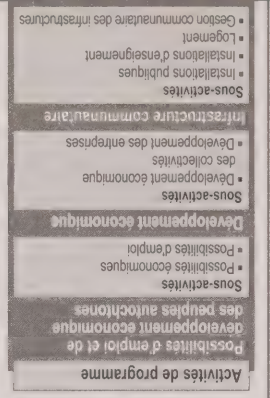 Activités de programme
Possibilités d'emploi et de
développement économique
des peuples autochtones
Sous-activités
• Possibilités économiques
• Possibilités d'emploi
Développement économique
Sous-activités
• Développement économique
des collectivités
• Développement des entreprises
Infrastructure communautaire
Sous-activités
• Installations publiques
• Installations d'enseignement
• Logement
• Gestion communautaire des infrastructures